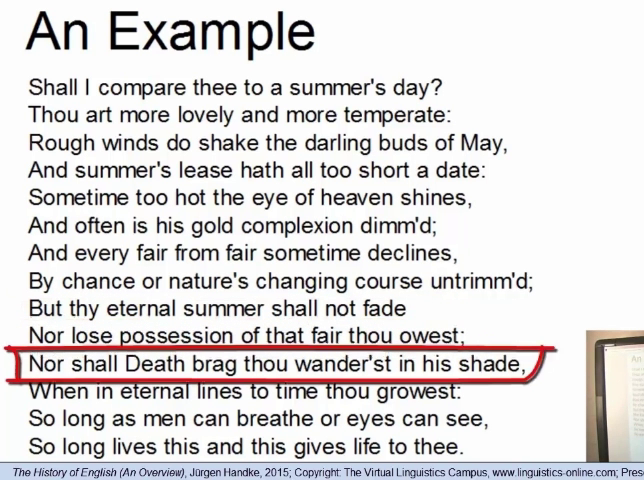 An Example
Shall I compare thee to a summer's day?
Thou art more lovely and more temperate:
Rough winds do shake the darling buds of May,
And summer's lease hath all too short a date:
Sometime too hot the eye of heaven shines,
And often is his gold complexion dimm'd;
And every fair from fair sometime declines,
By chance or nature's changing course untrimm'd;
But thy eternal summer shall not fade
Nor lose possession of that fair thou owest;
Nor shall Death brag thou wander'st in his shade,
When in eternal lines to time thou growest:
So long as men can breathe or eyes can see,
So long lives this and this gives life to thee.
The History of English (An Overview), Jürgen Handke, 2015; Copyright: The Virtual Linguistics Campus, www.linguistics-online.com; Pres